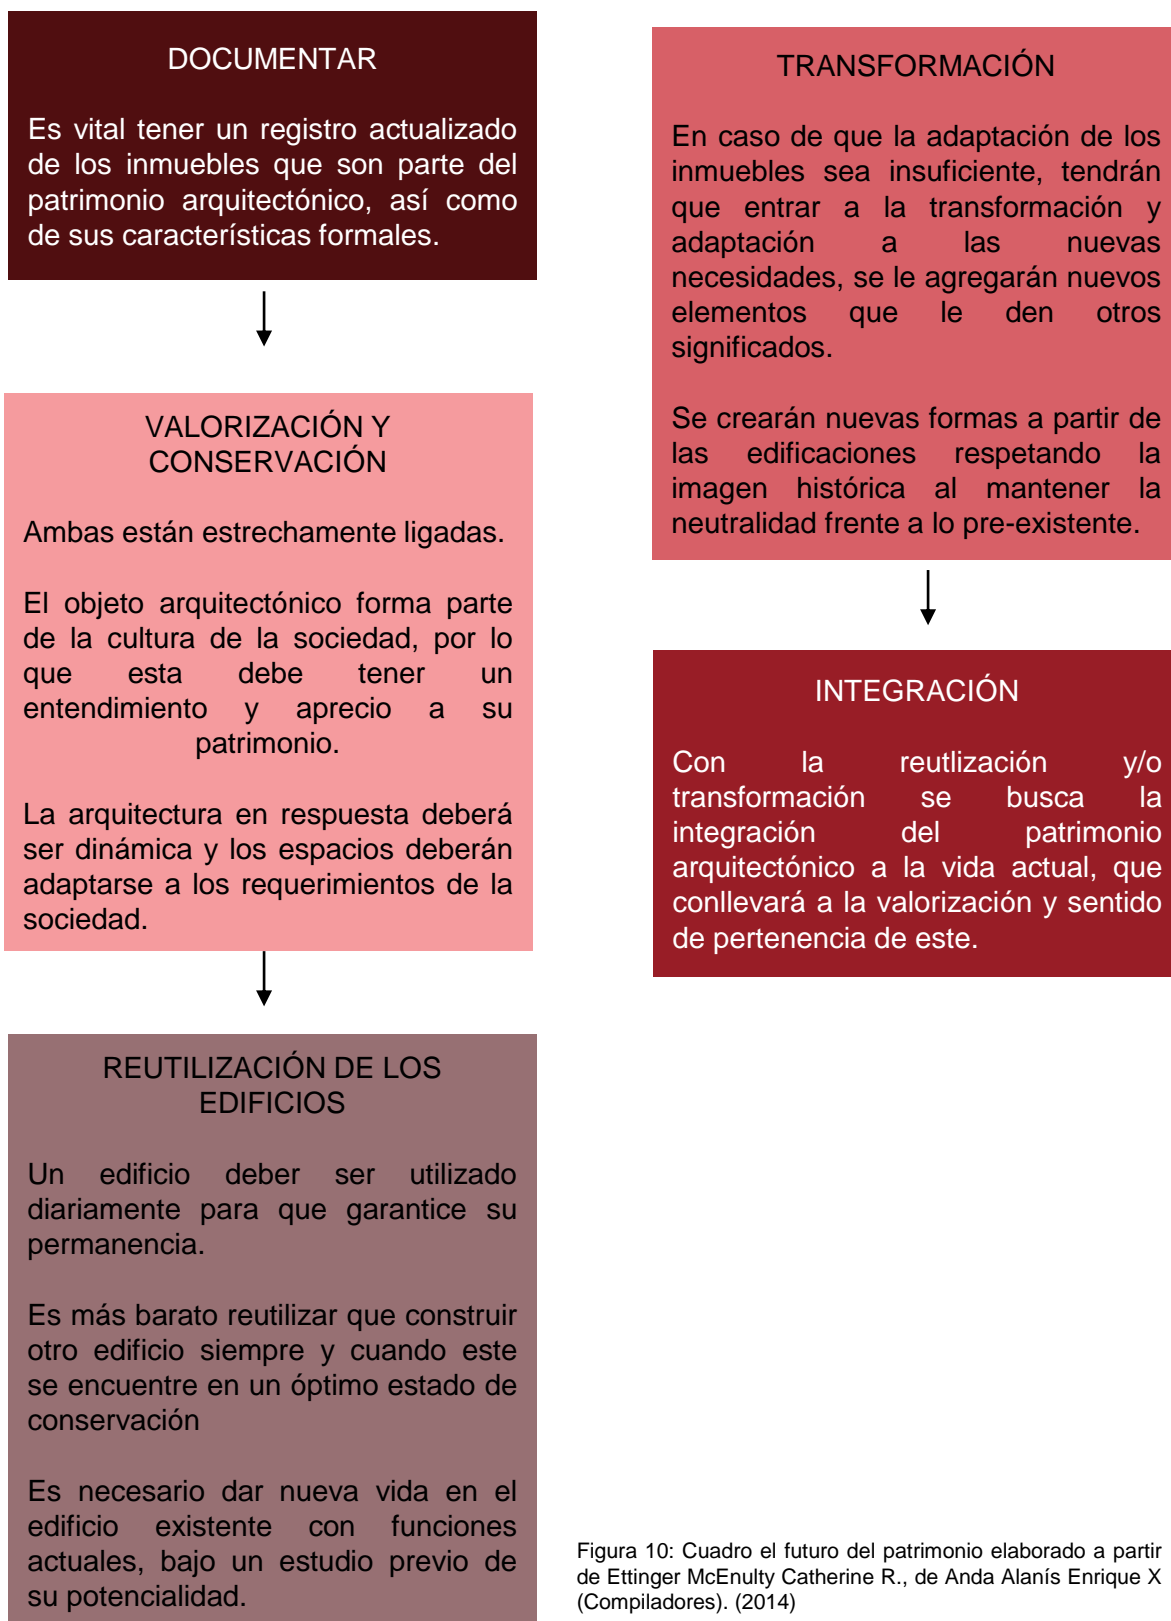 DOCUMENTAR
Es vital tener un registro actualizado
de los inmuebles que son parte del
patrimonio arquitectónico, así como
de sus características formales.
VALORIZACIÓN Y
CONSERVACIÓN
Ambas están estrechamente ligadas.
El objeto arquitectónico forma parte
de la cultura de la sociedad, por lo
que esta debe tener un
entendimiento y aprecio a su
patrimonio.
La arquitectura en respuesta deberá
ser dinámica y los espacios deberán
adaptarse a los requerimientos de la
sociedad.
REUTILIZACIÓN DE LOS
EDIFICIOS
Un edificio deber ser utilizado
diariamente para que garantice su
permanencia.
Es más barato reutilizar que construir
otro edificio siempre y cuando este
se encuentre en un óptimo estado de
conservación
Es necesario dar nueva vida en el
edificio existente con funciones
actuales, bajo un estudio previo de
su potencialidad.
TRANSFORMACIÓN
En caso de que la adaptación de los
inmuebles sea insuficiente, tendrán
que entrar a la transformación y
adaptación a las nuevas
necesidades, se le agregarán nuevos
elementos que le den otros
significados.
Se crearán nuevas formas a partir de
las edificaciones respetando la
imagen histórica al mantener la
neutralidad frente a lo pre-existente.
INTEGRACIÓN
Con la reutlización y/o
transformación se busca la
integración del patrimonio
arquitectónico a la vida actual, que
conllevará a la valorización y sentido
de pertenencia de este.
Figura 10: Cuadro el futuro del patrimonio elaborado a partir
de Ettinger McEnulty Catherine R., de Anda Alanís Enrique X
(Compiladores). (2014)